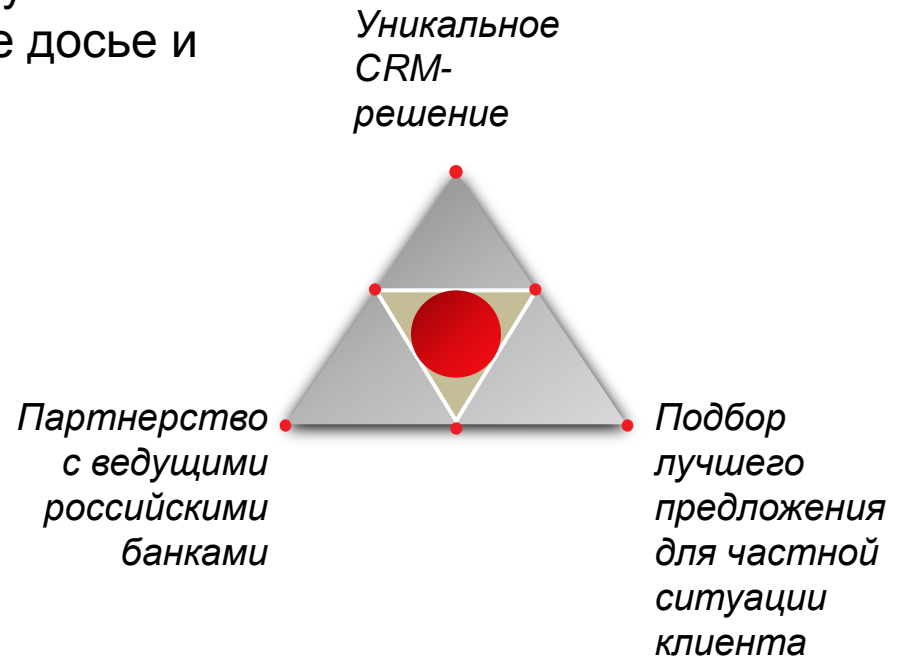 е досье и
Уникальное
CRM-
решение
Партнерство
с ведущими
российскими
банками
Подбор
лучшего
предложения
для частной
ситуации
клиента